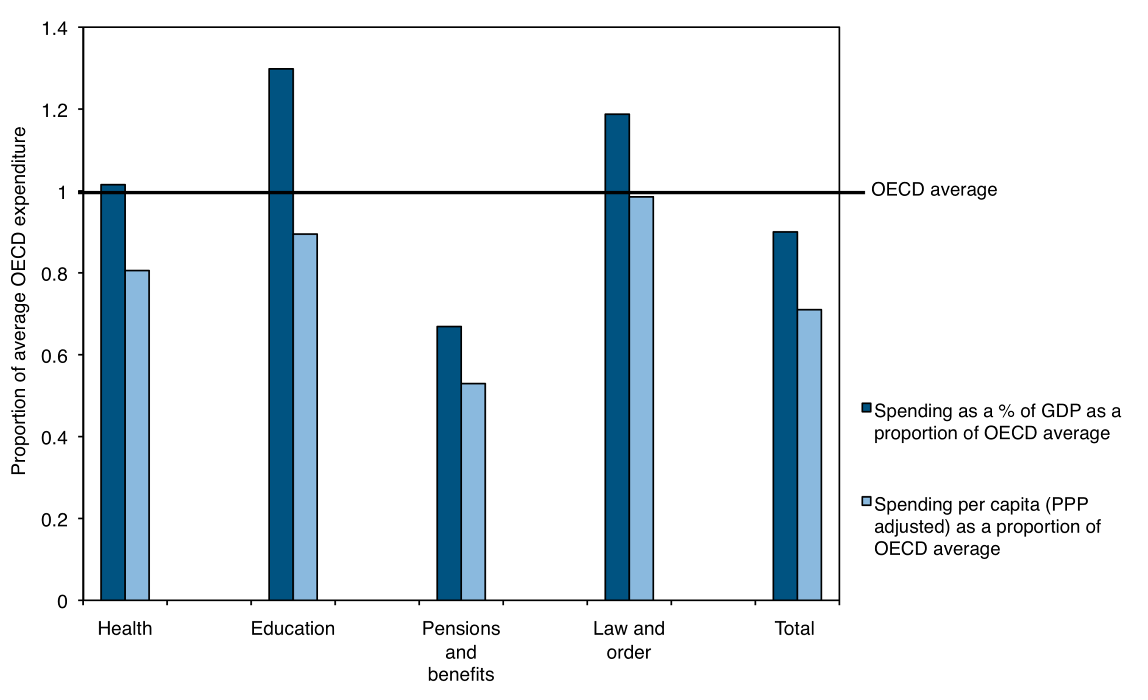 Proportion of average OECD expenditure
1.4
1.2
1
0.8
0.6
0.4
0.2
0
OECD average
Spending as a % of GDP as a
proportion of OECD average
Spending per capita (PPP
adjusted) as a proportion of
OECD average
Health
Education
Pensions
and
benefits
Law and
order
Total